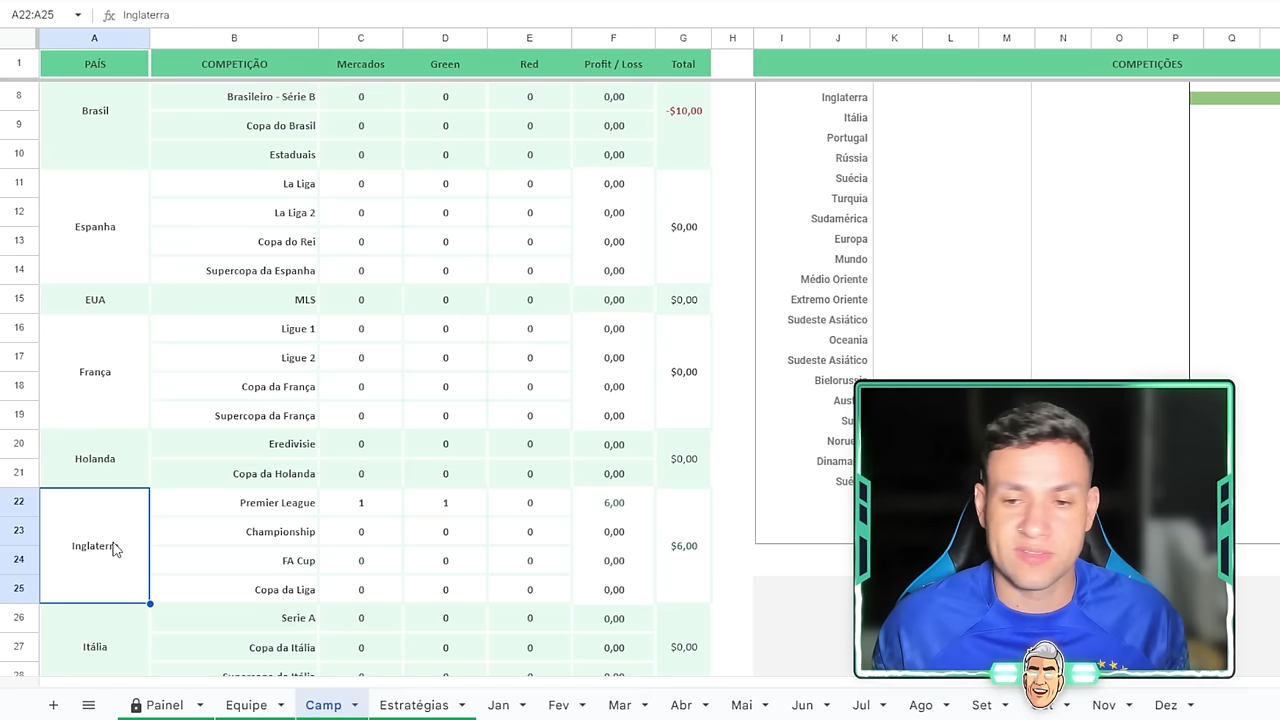 A22:A25 fx Inglaterra
A B C D E F G H I J K L M N O P Q
1 PAÍS COMPETIÇÃO Mercados Green Red Profit / Loss Total COMPETIÇÕES
8 Brasileiro - Série B 0 0 0 0,00
Brasil -$10,00
9 Copa do Brasil 0 0 0 0,00
10 Estaduais 0 0 0 0,00
11 La Liga 0 0 0 0,00
12 La Liga 2 0 0 0 0,00
Espanha $0,00
13 Copa do Rei 0 0 0 0,00
14 Supercopa da Espanha 0 0 0 0,00
15 EUA MLS 0 0 0 0,00 $0,00
16 Ligue 1 0 0 0 0,00
17 Ligue 2 0 0 0 0,00
França $0,00
18 Copa da França 0 0 0 0,00
19 Supercopa da França 0 0 0 0,00
20 Eredivisie 0 0 0 0,00
Holanda $0,00
21 Copa da Holanda 0 0 0 0,00
22 Premier League 1 1 0 6,00
23 Championship 0 0 0 0,00
Inglaterra $6,00
24 FA Cup 0 0 0 0,00
25 Copa da Liga 0 0 0 0,00
26 Serie A 0 0 0 0,00
27 Itália Copa da Itália 0 0 0 0,00 $0,00
28
Inglaterra
Itália
Portugal
Rússia
Suécia
Turquia
Sudamérica
Europa
Mundo
Médio Oriente
Extremo Oriente
Sudeste Asiático
Oceania
Sudeste Asiático
Painel Equipe Camp Estratégias Jan Fev Mar Abr Mai Jun Jul Ago Set Nov Dez